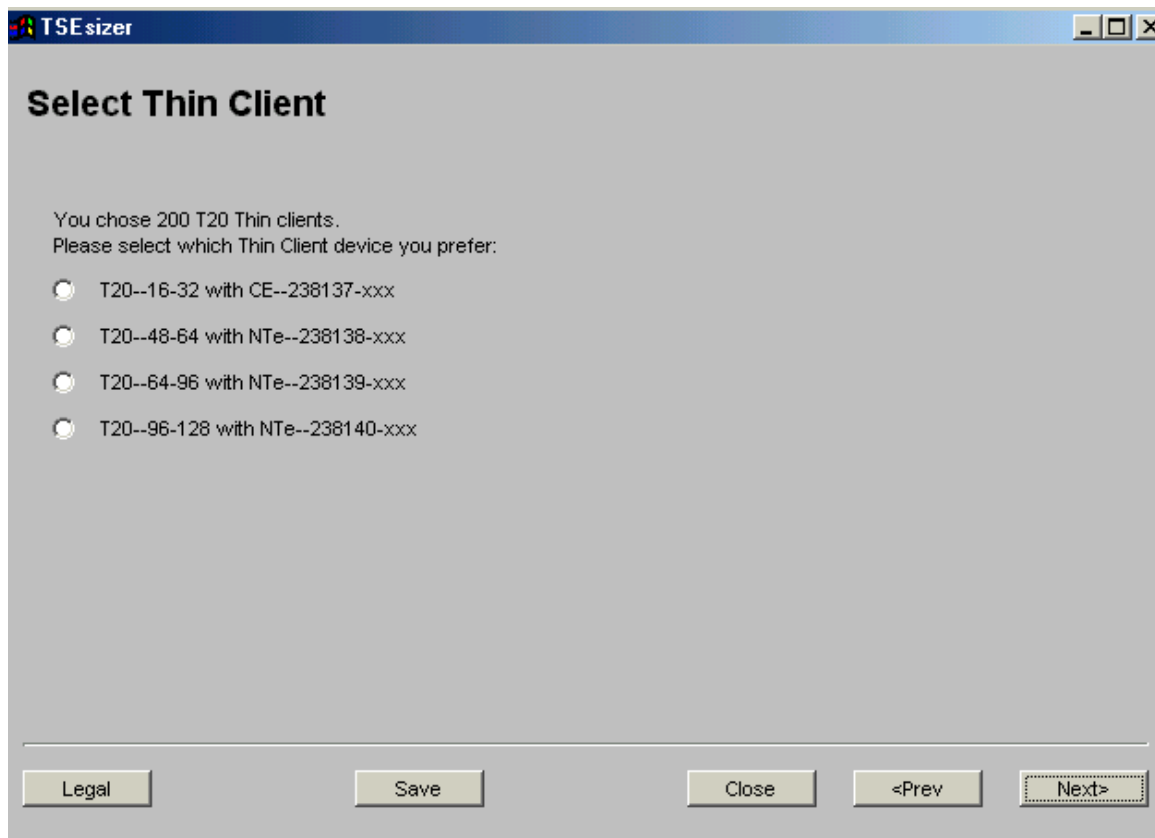 TSEsizer
Select Thin Client
You chose 200 T20 Thin clients.
Please select which Thin Client device you prefer:
T20--16-32 with CE--238137-xxx
T20--48-64 with NTe--238138-xxx
T20--64-96 with NTe--238139-xxx
T20--96-128 with NTe--238140-xxx
Legal Save Close <Prev Next>